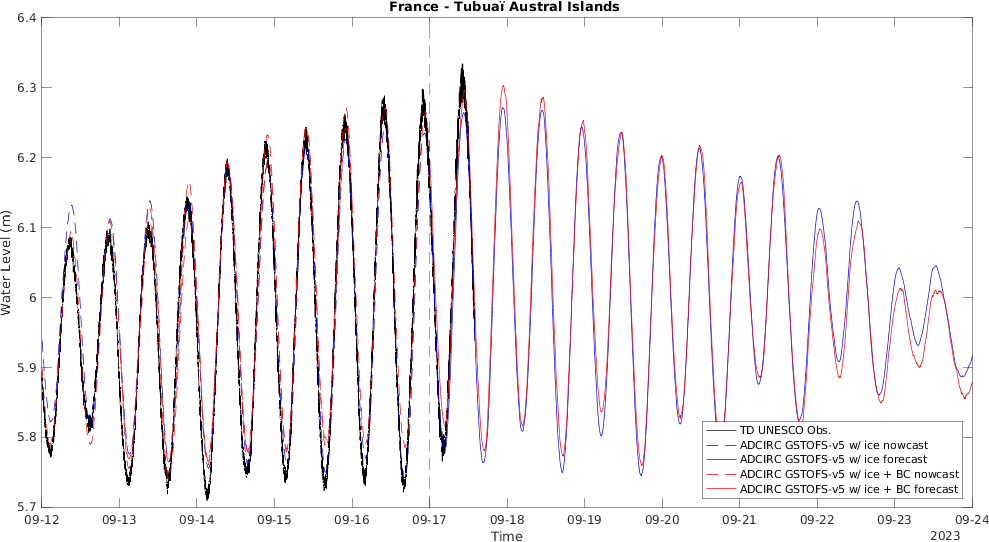 France - Tubuaï Austral Islands
Water Level (m)
6.4
6.3
6.2
6.1
6
5.9
5.8
5.7
TD UNESCO Obs.
ADCIRC GSTOFS-v5 w/ ice nowcast
ADCIRC GSTOFS-v5 w/ ice forecast
ADCIRC GSTOFS-v5 w/ ice + BC nowcast
ADCIRC GSTOFS-v5 w/ ice + BC forecast
09-12 09-13 09-14 09-15 09-16 09-17 09-18 09-19 09-20 09-21 09-22 09-23 09-24
Time
2023